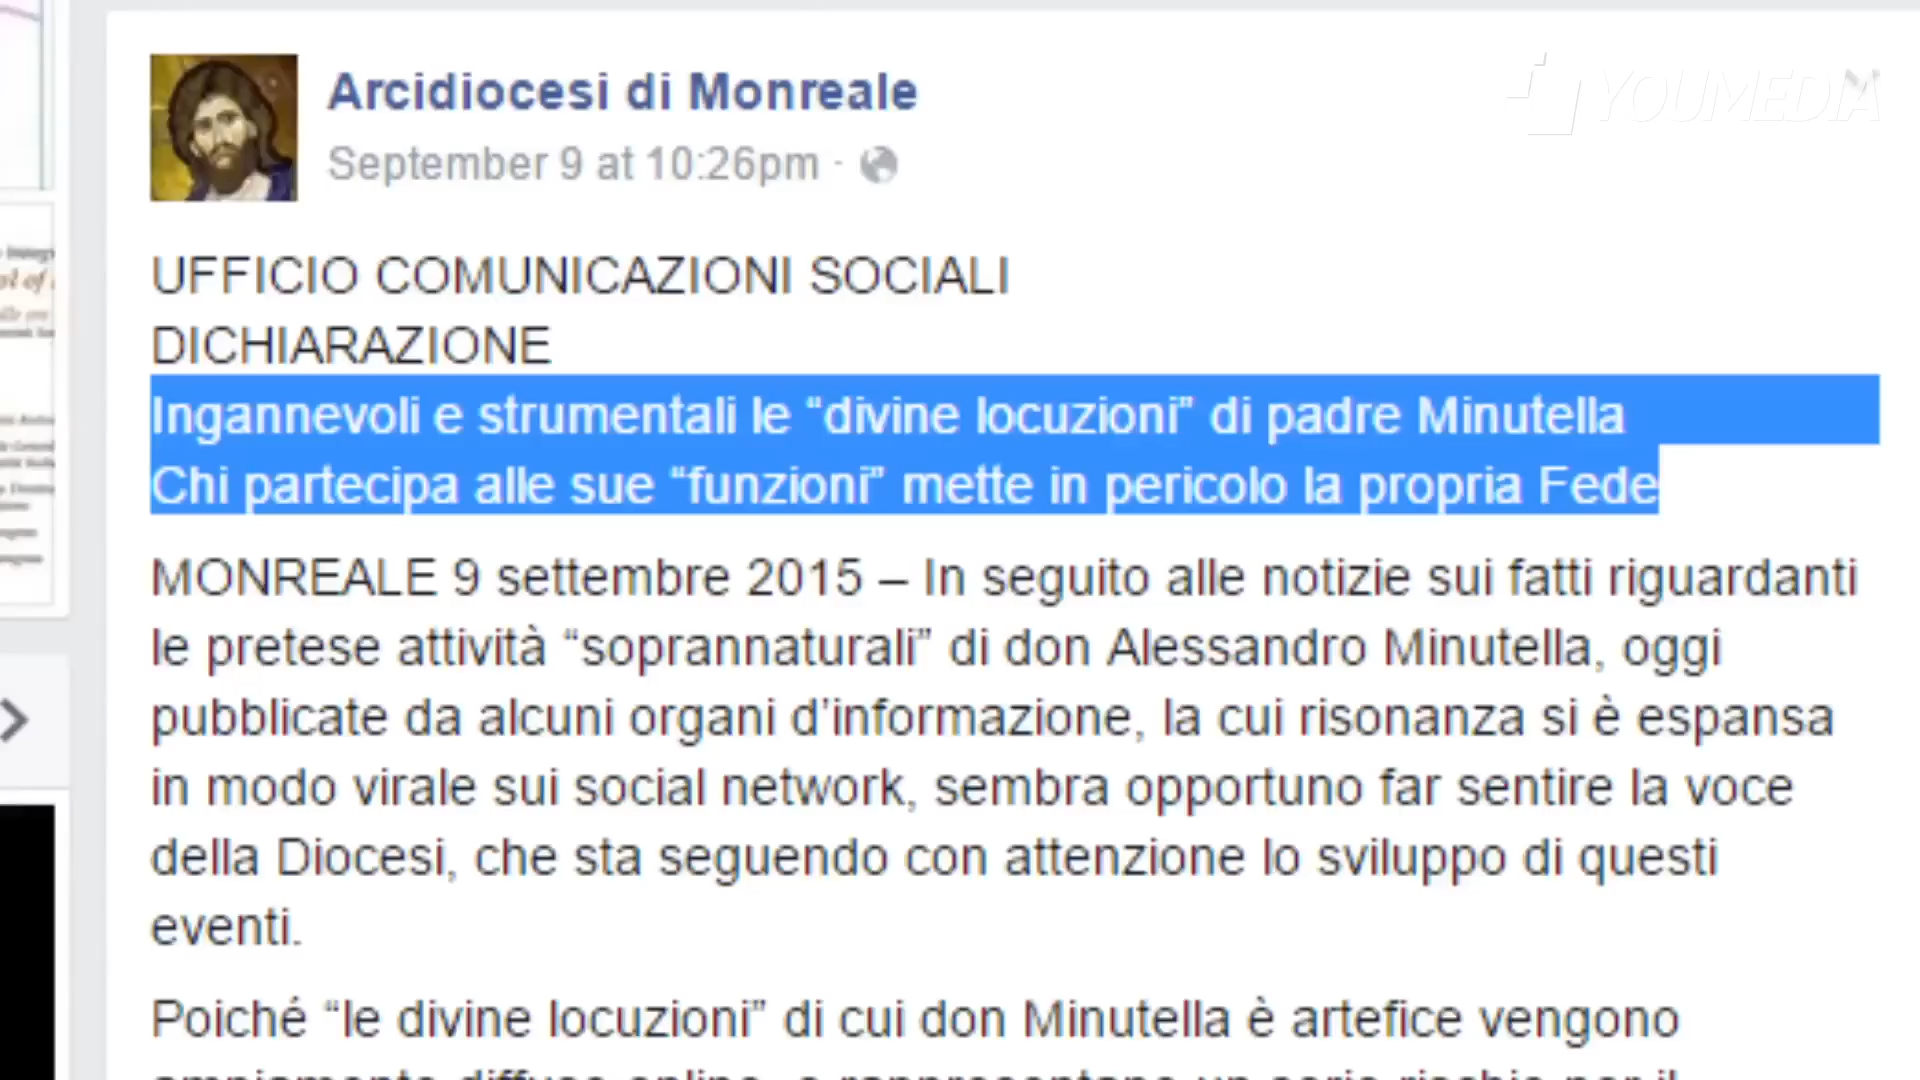 YOUMEDIA
Arcidiocesi di Monreale
September 9 at 10:26pm ·
UFFICIO COMUNICAZIONI SOCIALI
DICHIARAZIONE
Ingannevoli e strumentali le “divine locuzioni” di padre Minutella
Chi partecipa alle sue “funzioni” mette in pericolo la propria Fede
MONREALE 9 settembre 2015 – In seguito alle notizie sui fatti riguardanti
le pretese attività “soprannaturali” di don Alessandro Minutella, oggi
pubblicate da alcuni organi d’informazione, la cui risonanza si è espansa
in modo virale sui social network, sembra opportuno far sentire la voce
della Diocesi, che sta seguendo con attenzione lo sviluppo di questi
eventi.
Poiché “le divine locuzioni” di cui don Minutella è artefice vengono